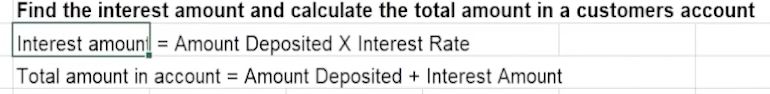 Find the interest amount and calculate the total amount in a customers account
Interest amount = Amount Deposited X Interest Rate
Total amount in account = Amount Deposited + Interest Amount